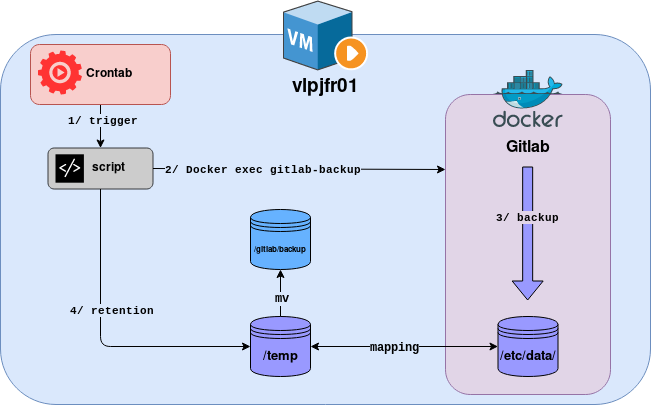 VM
vlpjfr01
Crontab
1/ trigger
</> script
2/ Docker exec gitlab-backup
docker
Gitlab
3/ backup
/gitlab/backup
mv
4/ retention
/temp
mapping
/etc/data/